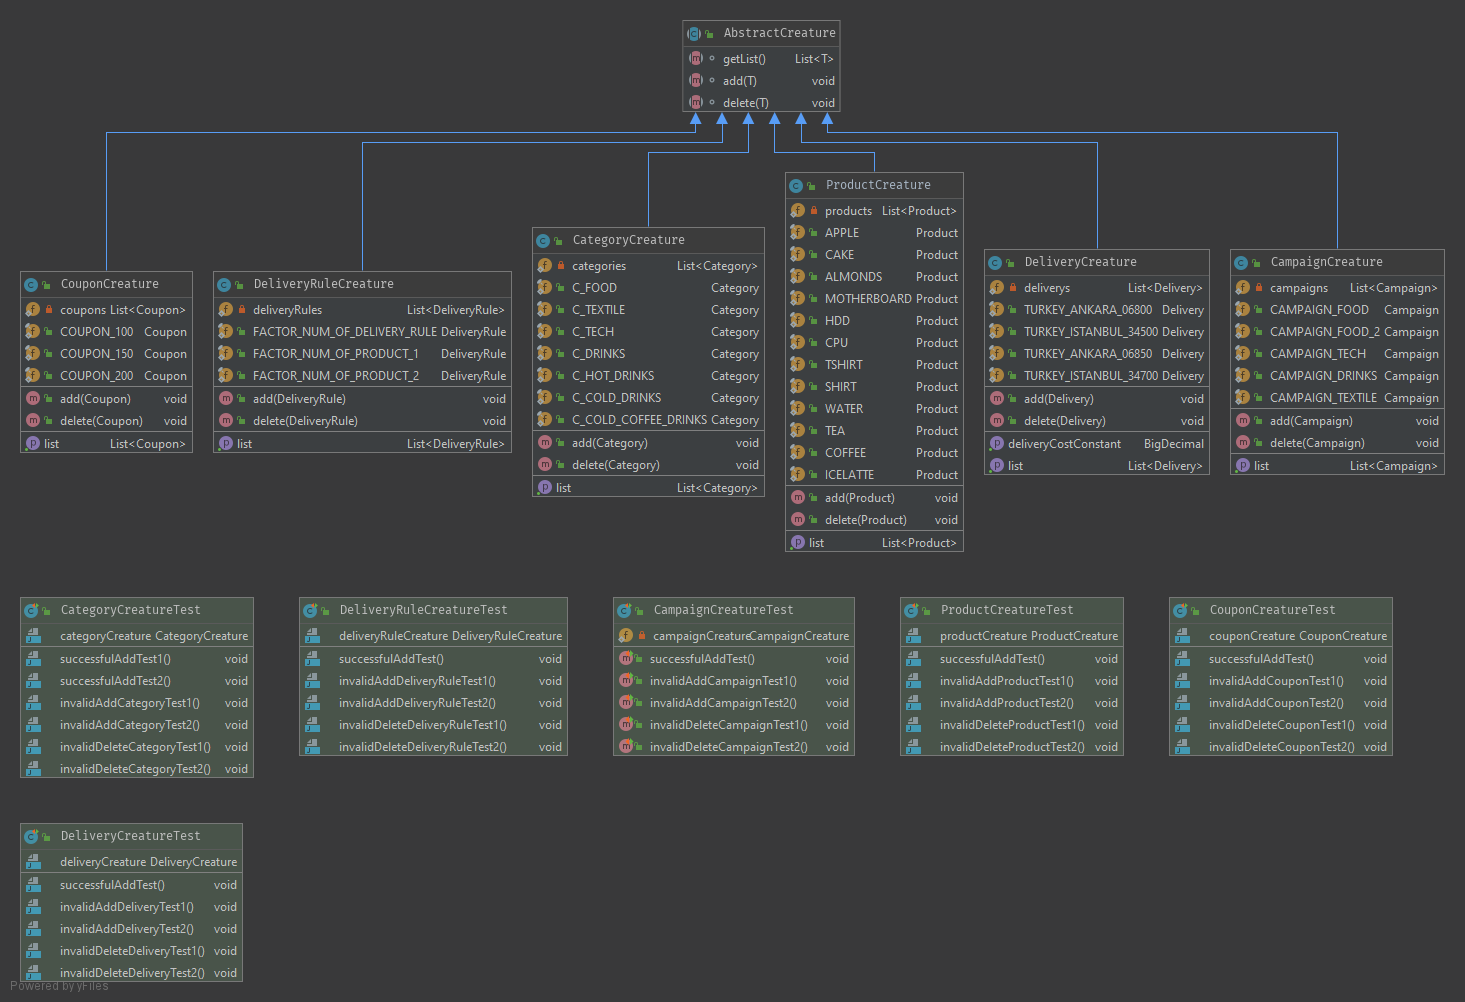 AbstractCreature
getList() List<T>
add(T) void
delete(T) void
CouponCreature
coupons List<Coupon>
COUPON_100 Coupon
COUPON_150 Coupon
COUPON_200 Coupon
add(Coupon) void
delete(Coupon) void
list List<Coupon>
DeliveryRuleCreature
deliveryRules List<DeliveryRule>
FACTOR_NUM_OF_DELIVERY_RULE DeliveryRule
FACTOR_NUM_OF_PRODUCT_1 DeliveryRule
FACTOR_NUM_OF_PRODUCT_2 DeliveryRule
add(DeliveryRule) void
delete(DeliveryRule) void
list List<DeliveryRule>
CategoryCreature
categories List<Category>
C_FOOD Category
C_TEXTILE Category
C_TECH Category
C_DRINKS Category
C_HOT_DRINKS Category
C_COLD_DRINKS Category
C_COLD_COFFEE_DRINKS Category
add(Category) void
delete(Category) void
list List<Category>
ProductCreature
products List<Product>
APPLE Product
CAKE Product
ALMONDS Product
MOTHERBOARD Product
HDD Product
CPU Product
TSHIRT Product
SHIRT Product
WATER Product
TEA Product
COFFEE Product
ICELATTE Product
add(Product) void
delete(Product) void
list List<Product>
DeliveryCreature
deliverys List<Delivery>
TURKEY_ANKARA_06800 Delivery
TURKEY_ISTANBUL_34500 Delivery
TURKEY_ANKARA_06850 Delivery
TURKEY_ISTANBUL_34700 Delivery
add(Delivery) void
delete(Delivery) void
deliveryCostConstant BigDecimal
list List<Delivery>
CampaignCreature
campaigns List<Campaign>
CAMPAIGN_FOOD Campaign
CAMPAIGN_FOOD_2 Campaign
CAMPAIGN_TECH Campaign
CAMPAIGN_DRINKS Campaign
CAMPAIGN_TEXTILE Campaign
add(Campaign) void
delete(Campaign) void
list List<Campaign>
CategoryCreatureTest
categoryCreature CategoryCreature
successfulAddTest1() void
successfulAddTest2() void
invalidAddCategoryTest1() void
invalidAddCategoryTest2() void
invalidDeleteCategoryTest1() void
invalidDeleteCategoryTest2() void
DeliveryRuleCreatureTest
deliveryRuleCreature DeliveryRuleCreature
successfulAddTest() void
invalidAddDeliveryRuleTest1() void
invalidAddDeliveryRuleTest2() void
invalidDeleteDeliveryRuleTest1() void
invalidDeleteDeliveryRuleTest2() void
CampaignCreatureTest
campaignCreature CampaignCreature
successfulAddTest() void
invalidAddCampaignTest1() void
invalidAddCampaignTest2() void
invalidDeleteCampaignTest1() void
invalidDeleteCampaignTest2() void
ProductCreatureTest
productCreature ProductCreature
successfulAddTest() void
invalidAddProductTest1() void
invalidAddProductTest2() void
invalidDeleteProductTest1() void
invalidDeleteProductTest2() void
CouponCreatureTest
couponCreature CouponCreature
successfulAddTest() void
invalidAddCouponTest1() void
invalidAddCouponTest2() void
invalidDeleteCouponTest1() void
invalidDeleteCouponTest2() void
DeliveryCreatureTest
deliveryCreature DeliveryCreature
successfulAddTest() void
invalidAddDeliveryTest1() void
invalidAddDeliveryTest2() void
invalidDeleteDeliveryTest1() void
invalidDeleteDeliveryTest2() void
Powered by yFiles